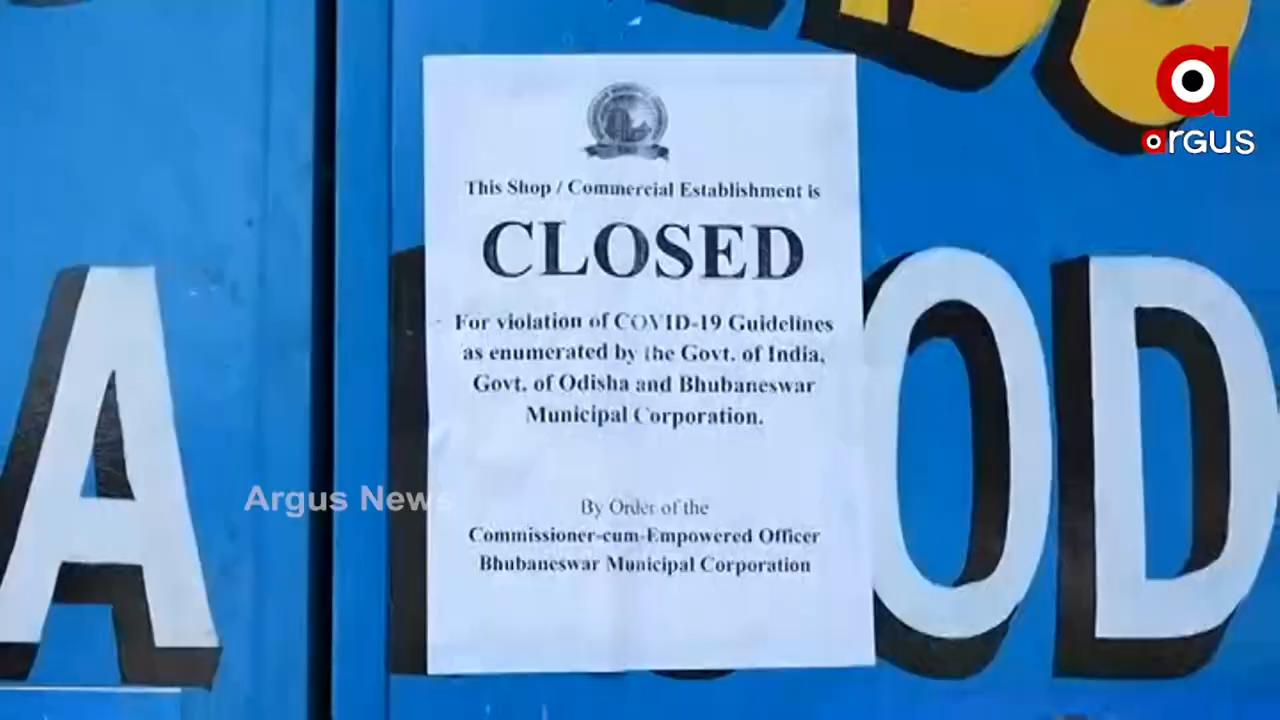 argus
This Shop / Commercial Establishment is
CLOSED
For violation of COVID-19 Guidelines
as enumerated by the Govt. of India,
Govt. of Odisha and Bhubaneswar
Municipal Corporation.
By Order of the
Commissioner-cum-Empowered Officer
Bhubaneswar Municipal Corporation
A
OD
Argus News